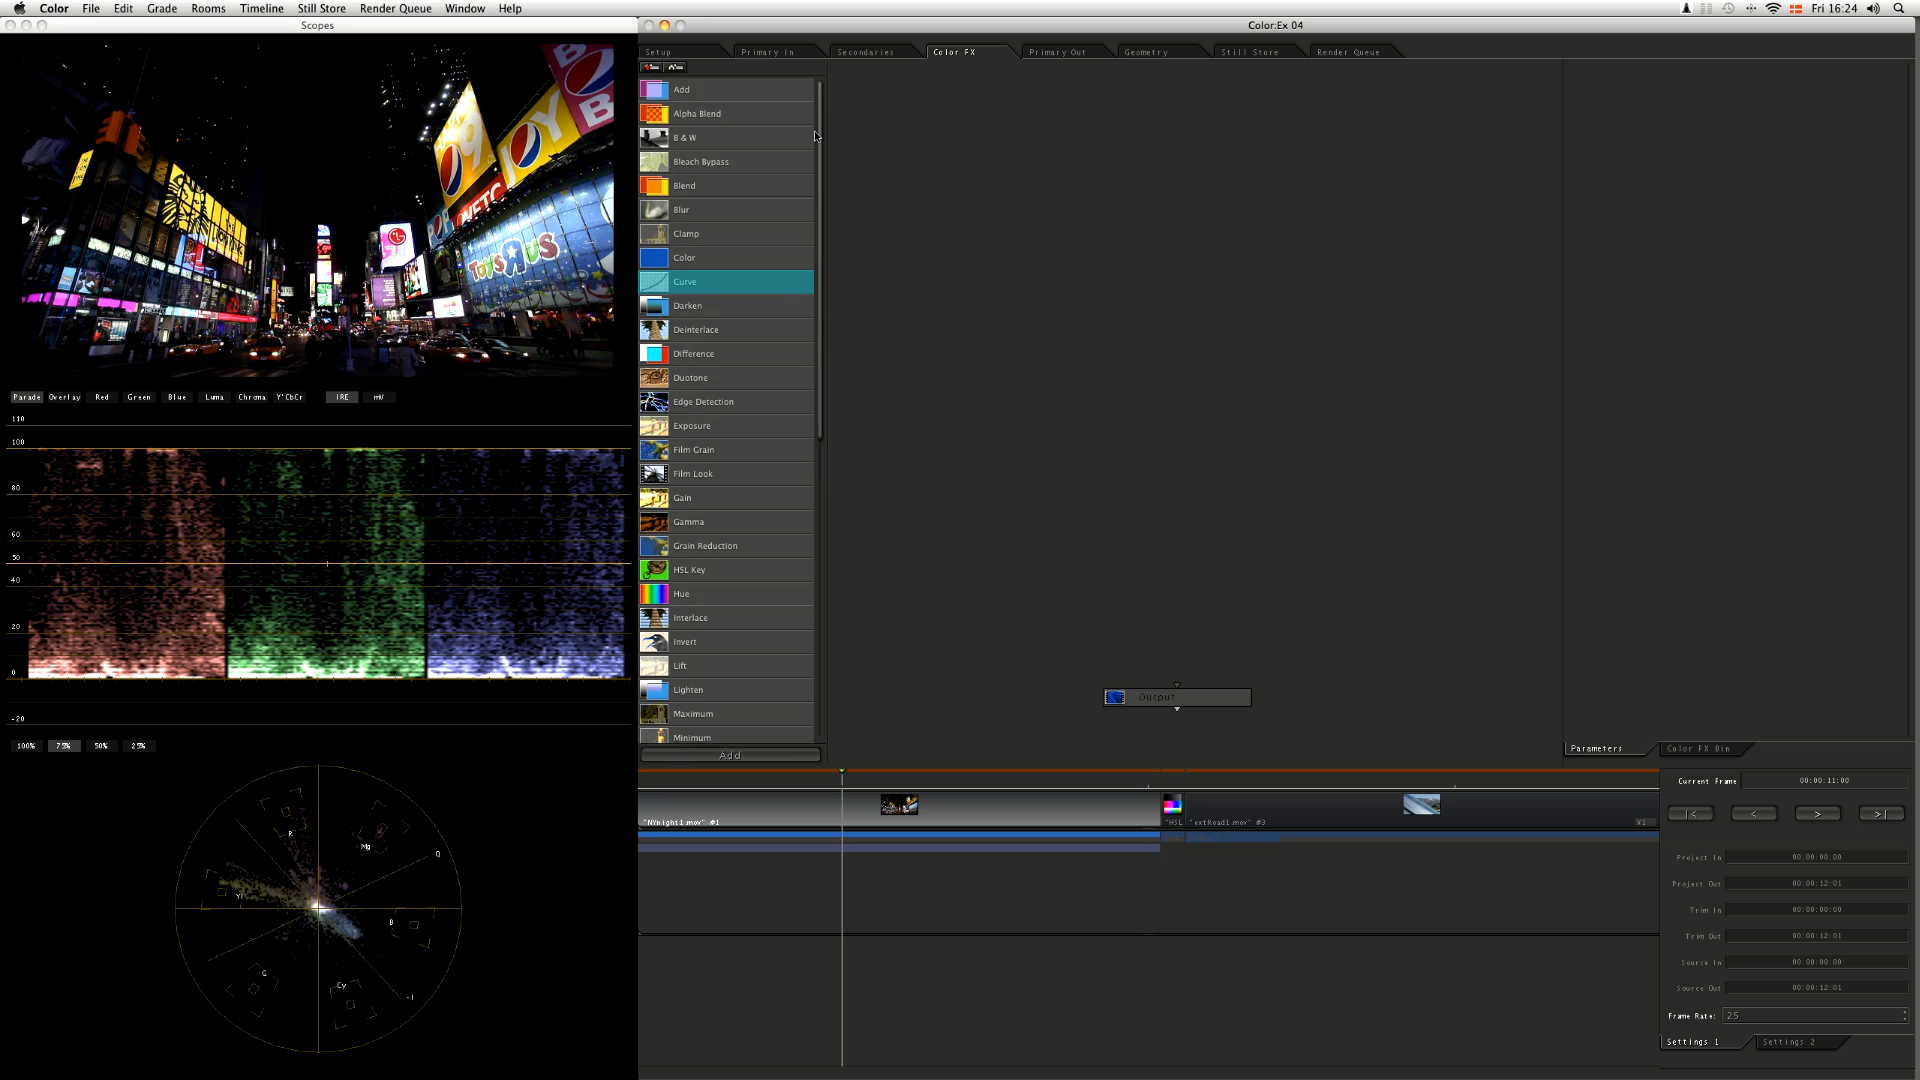 Color File Edit Grade Rooms Timeline Still Store Render Queue Window Help
Fri 16:24
Scopes
Color:Ex 04
Setup Primary In Secondaries Color FX Primary Out Geometry Still Store Render Queue
Add
Alpha Blend
B & W
Bleach Bypass
Blend
Blur
Clamp
Color
Curve
Darken
Deinterlace
Difference
Duotone
Edge Detection
Exposure
Film Grain
Film Look
Gain
Gamma
Grain Reduction
HSL Key
Hue
Interlace
Invert
Lift
Lighten
Maximum
Minimum
Add
JOY
LG
TOYSRUS
Parade Overlay Red Green Blue Luma Chroma Y'CbCr IRE mV
110
100
80
60
50
40
20
0
-20
100% 75% 50% 25%
R
Mg
Q
Yl
B
G
Cy
-I
Output
Parameters Color FX Bin
"NYnight1.mov" #1
"HSL
"extRoad1.mov" #3
Current Frame 00:00:11:00
|< < > >|
Project In 00:00:00:00
Project Out 00:00:12:01
Trim In 00:00:00:00
Trim Out 00:00:12:01
Source In 00:00:00:00
Source Out 00:00:12:01
Frame Rate: 25
Settings 1 Settings 2